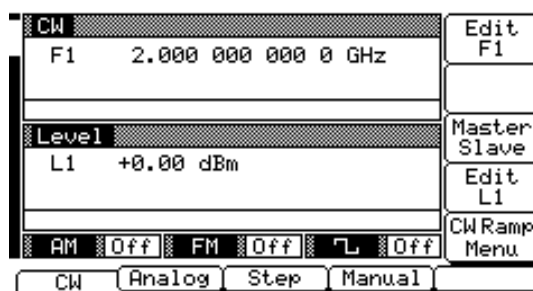 CW
F1 2.000 000 000 0 GHz
Level
L1 +0.00 dBm
AM Off FM Off Off
Edit
F1
Master
Slave
Edit
L1
CW Ramp
Menu
CW Analog Step Manual